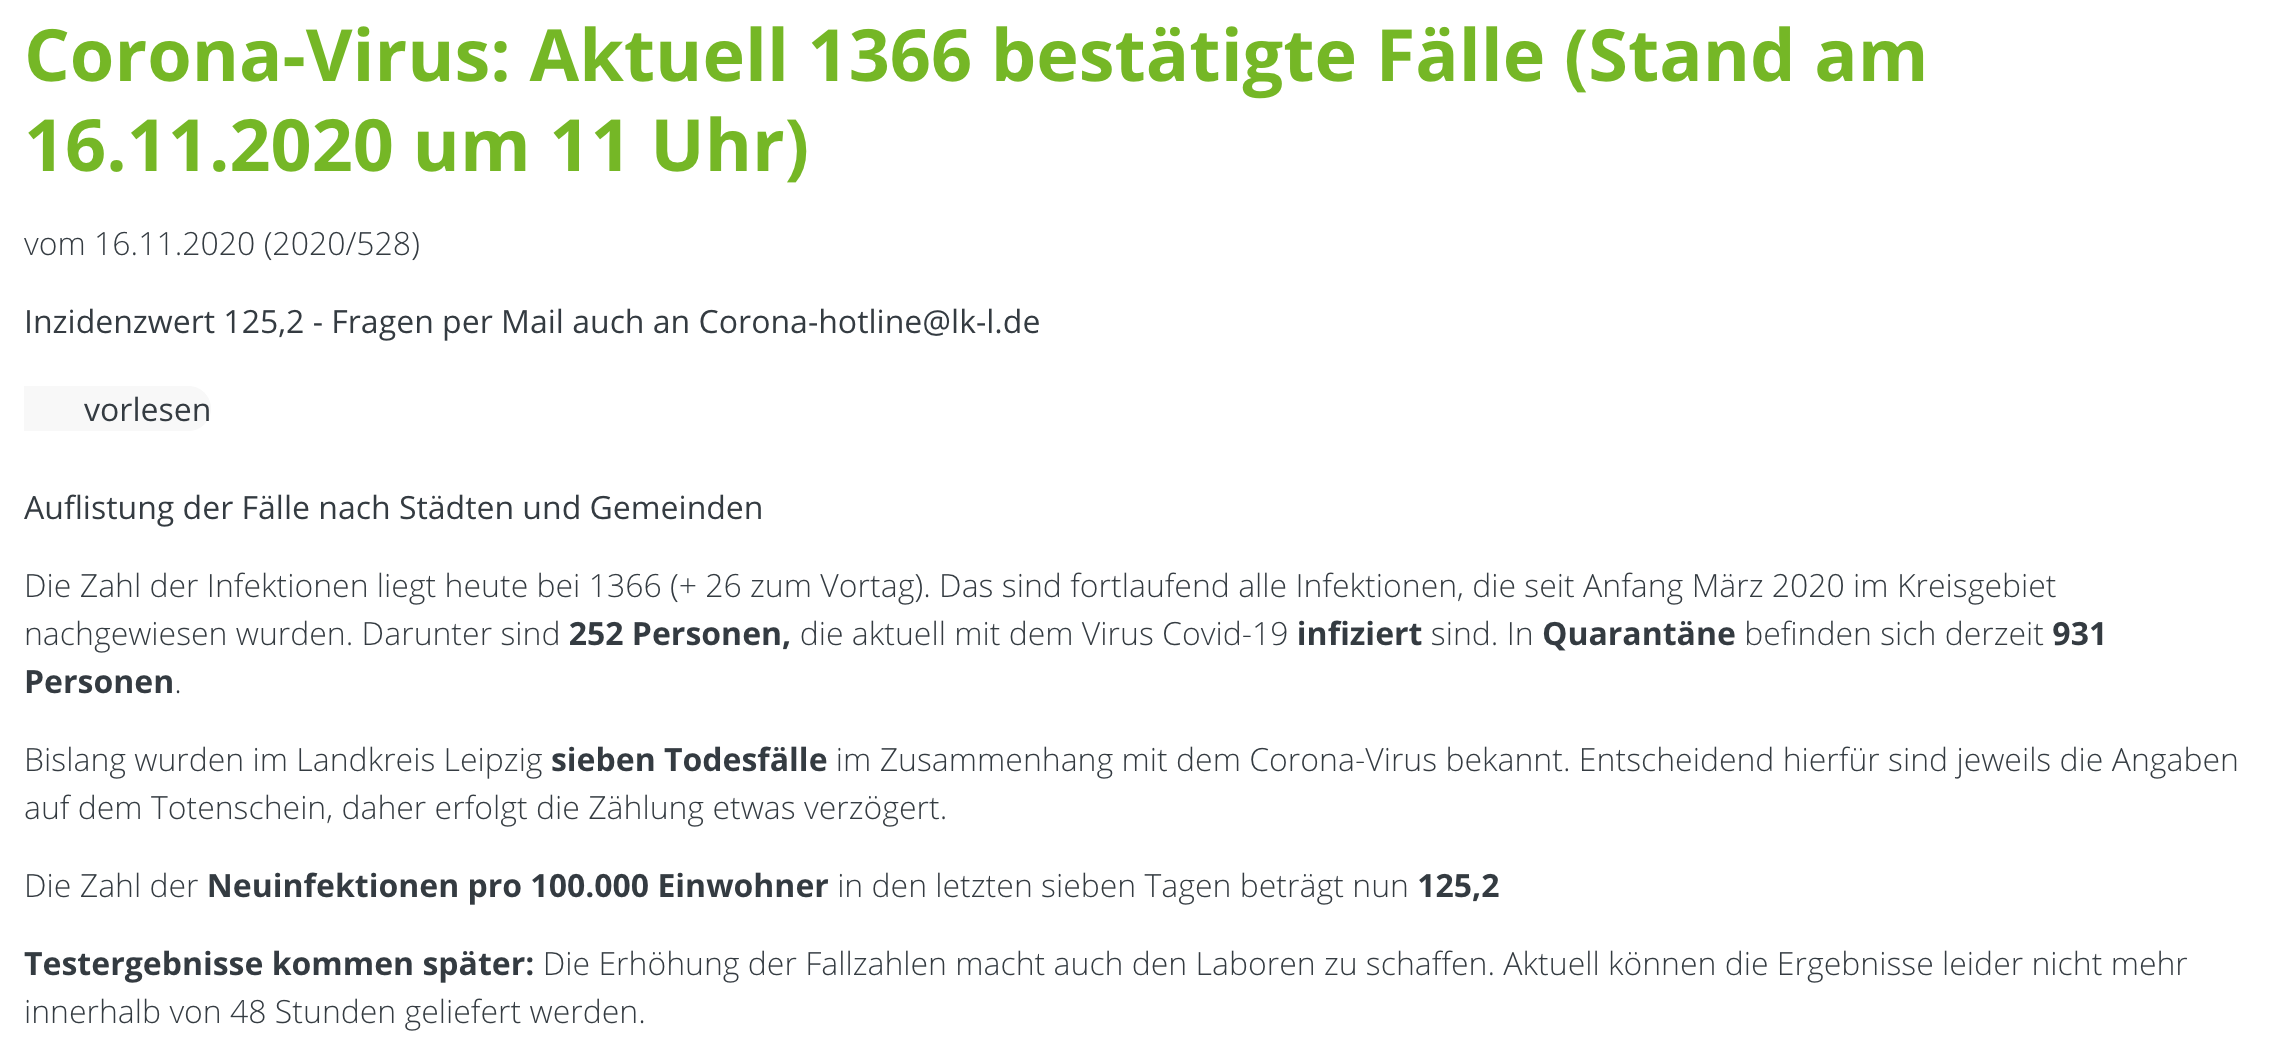 Corona-Virus: Aktuell 1366 bestätigte Fälle (Stand am
16.11.2020 um 11 Uhr)
vom 16.11.2020 (2020/528)
Inzidenzwert 125,2 - Fragen per Mail auch an Corona-hotline@lk-l.de
vorlesen
Auflistung der Fälle nach Städten und Gemeinden
Die Zahl der Infektionen liegt heute bei 1366 (+ 26 zum Vortag). Das sind fortlaufend alle Infektionen, die seit Anfang März 2020 im Kreisgebiet
nachgewiesen wurden. Darunter sind 252 Personen, die aktuell mit dem Virus Covid-19 infiziert sind. In Quarantäne befinden sich derzeit 931
Personen.
Bislang wurden im Landkreis Leipzig sieben Todesfälle im Zusammenhang mit dem Corona-Virus bekannt. Entscheidend hierfür sind jeweils die Angaben
auf dem Totenschein, daher erfolgt die Zählung etwas verzögert.
Die Zahl der Neuinfektionen pro 100.000 Einwohner in den letzten sieben Tagen beträgt nun 125,2
Testergebnisse kommen später: Die Erhöhung der Fallzahlen macht auch den Laboren zu schaffen. Aktuell können die Ergebnisse leider nicht mehr
innerhalb von 48 Stunden geliefert werden.